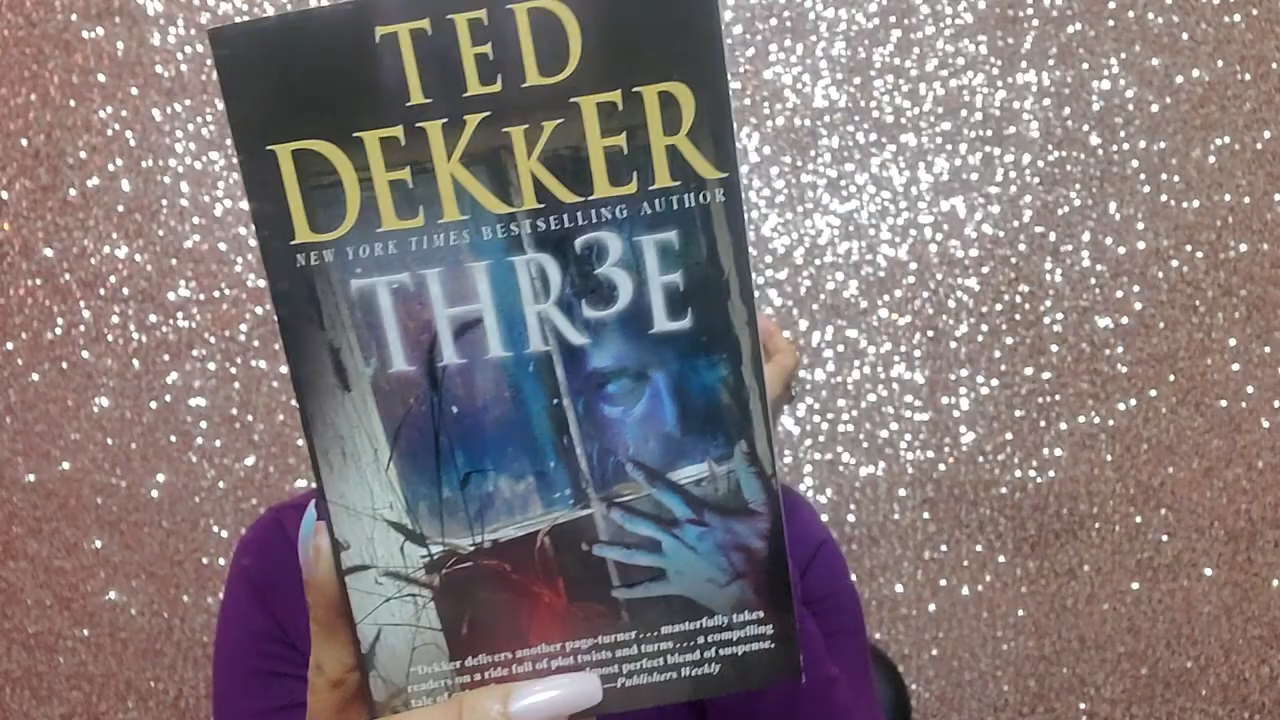 TED
DEKKER
NEW YORK TIMES BESTSELLING AUTHOR
THR3E
"Dekker delivers another page-turner . . . masterfully takes
readers on a ride full of plot twists and turns . . . a compelling
tale of almost perfect blend of suspense,
—Publishers Weekly